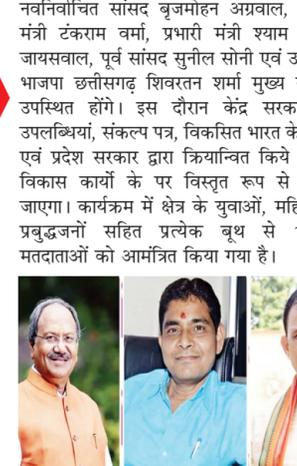 नवनिर्वाचित सांसद बृजमोहन अग्रवाल,
मंत्री टंकराम वर्मा, प्रभारी मंत्री श्याम
जायसवाल, पूर्व सांसद सुनील सोनी एवं उ
भाजपा छत्तीसगढ़ शिवरतन शर्मा मुख्य
उपस्थित होंगे। इस दौरान केंद्र सरक
उपलब्धियां, संकल्प पत्र, विकसित भारत के
एवं प्रदेश सरकार द्वारा क्रियान्वित किये
विकास कार्यो के पर विस्तृत रूप से
जाएगा। कार्यक्रम में क्षेत्र के युवाओं, महि
प्रबुद्धजनों सहित प्रत्येक बूथ से
मतदाताओं को आमंत्रित किया गया है।